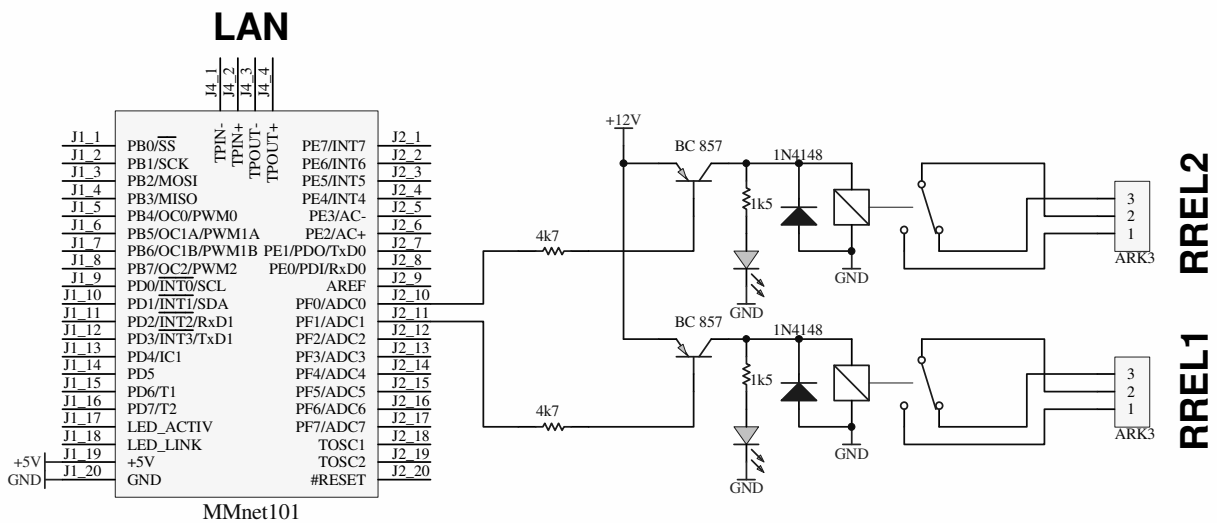 LAN
J4_1
J4_2
J4_3
J4_4
TPIN-
TPIN+
TPOUT-
TPOUT+
J1_1 PB0/SS PE7/INT7 J2_1
J1_2 PB1/SCK PE6/INT6 J2_2
J1_3 PB2/MOSI PE5/INT5 J2_3
J1_4 PB3/MISO PE4/INT4 J2_4
J1_5 PB4/OC0/PWM0 PE3/AC- J2_5
J1_6 PB5/OC1A/PWM1A PE2/AC+ J2_6
J1_7 PB6/OC1B/PWM1B PE1/PDO/TxD0 J2_7
J1_8 PB7/OC2/PWM2 PE0/PDI/RxD0 J2_8
J1_9 PD0/INT0/SCL AREF J2_9
J1_10 PD1/INT1/SDA PF0/ADC0 J2_10
J1_11 PD2/INT2/RxD1 PF1/ADC1 J2_11
J1_12 PD3/INT3/TxD1 PF2/ADC2 J2_12
J1_13 PD4/IC1 PF3/ADC3 J2_13
J1_14 PD5 PF4/ADC4 J2_14
J1_15 PD6/T1 PF5/ADC5 J2_15
J1_16 PD7/T2 PF6/ADC6 J2_16
J1_17 LED_ACTIV PF7/ADC7 J2_17
J1_18 LED_LINK TOSC1 J2_18
+5V J1_19 +5V TOSC2 J2_19
GND J1_20 GND #RESET J2_20
MMnet101
+12V
BC 857
1N4148
1k5
4k7
GND
GND
3
2
1
ARK3
RREL2
BC 857
1N4148
1k5
4k7
GND
GND
3
2
1
ARK3
RREL1